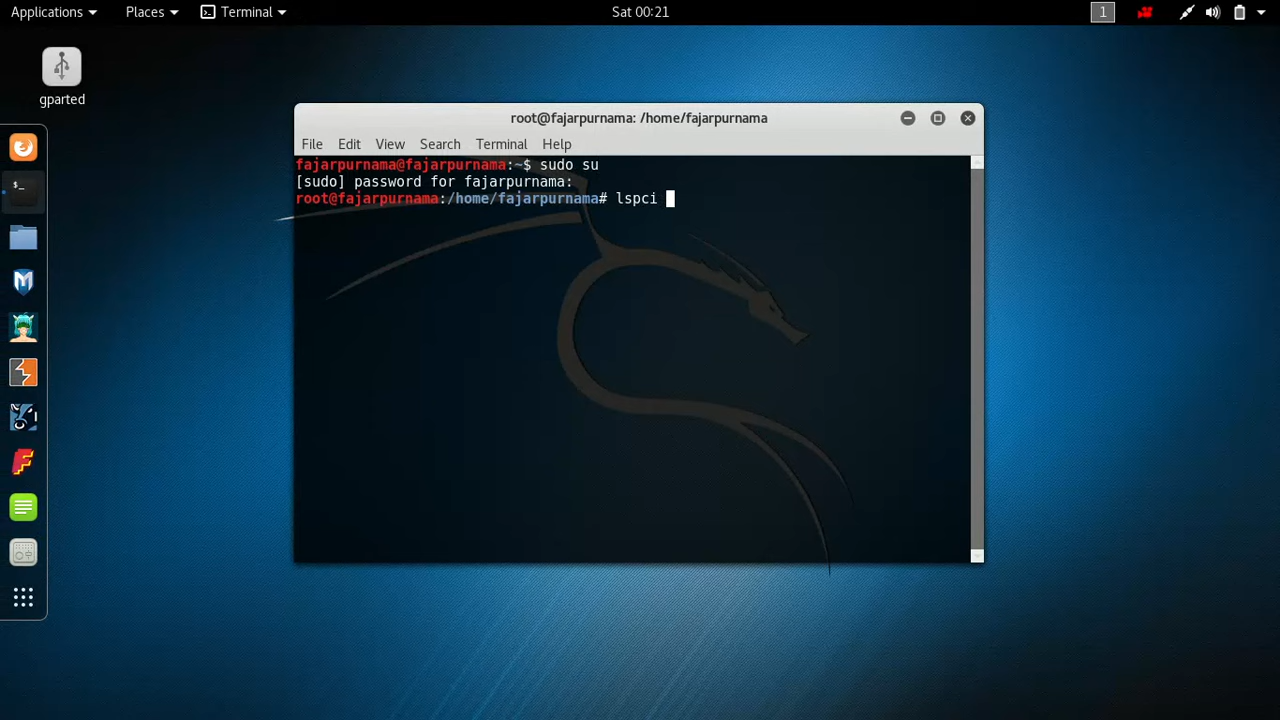 Applications Places Terminal Sat 00:21 1
gparted
root@fajarpurnama: /home/fajarpurnama
File Edit View Search Terminal Help
fajarpurnama@fajarpurnama:~$ sudo su
[sudo] password for fajarpurnama:
root@fajarpurnama:/home/fajarpurnama# lspci